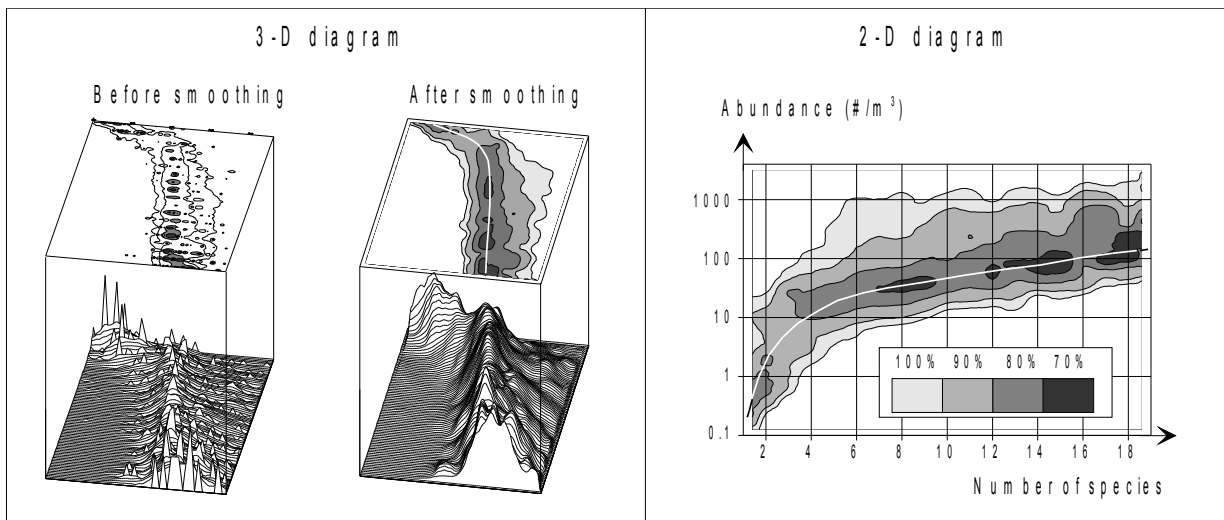 3-D diagram
Before smoothing
After smoothing
2-D diagram
Abundance (#/m³)
1000
100
10
1
0.1
100% 90% 80% 70%
2 4 6 8 10 12 14 16 18
Number of species